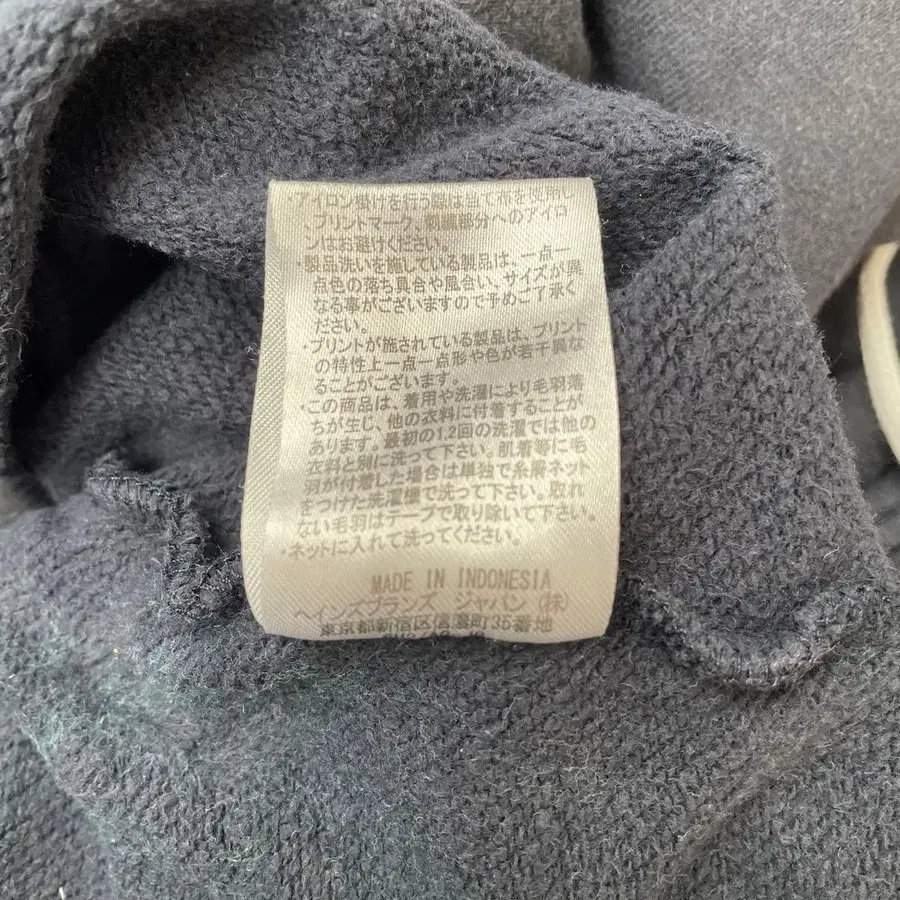 ・アイロン掛けを行う際は当て布を使用し
、プリントマーク、刺繍部分へのアイロ
ンはお避けください。
・製品洗いを施している製品は、一点一
点色の落ち具合や風合い、サイズが異
なる事がございますので予めご了承く
ださい。
・プリントが施されている製品は、プリント
の特性上一点一点形や色が若干異な
ることがございます。
・この商品は、着用や洗濯により毛羽落
ちが生じ、他の衣料に付着することが
あります。最初の1.2回の洗濯では他の
衣料と別に洗って下さい。肌着等に毛
羽が付着した場合は単独で糸屑ネット
をつけた洗濯機で洗って下さい。取れ
ない毛羽はテープで取り除いて下さい。
・ネットに入れて洗ってください。
MADE IN INDONESIA
ヘインズブランズ ジャパン (株)
東京都新宿区信濃町35番地